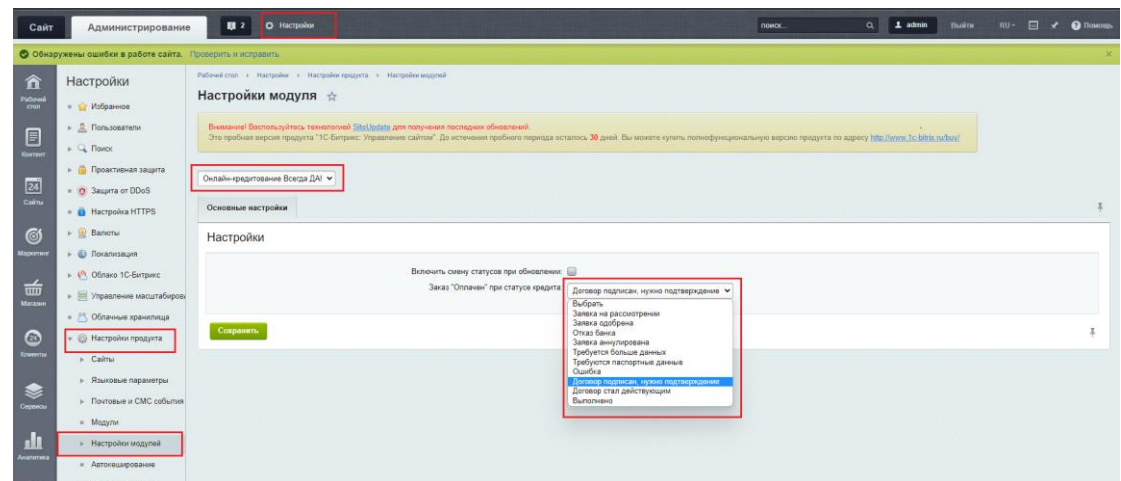 Сайт
Администрирование
2
Настройки
поиск...
admin
Выйти
RU
Помощь
Обнаружены ошибки в работе сайта. Проверить и исправить.
Рабочий стол
Контент
24
Сайты
Маркетинг
Магазин
24
Клиенты
Сервисы
Аналитика
Настройки
Избранное
Пользователи
Поиск
Проактивная защита
Защита от DDoS
Настройка HTTPS
Валюты
Локализация
Облако 1С-Битрикс
Управление масштабирова
Облачные хранилища
Настройки продукта
Сайты
Языковые параметры
Почтовые и СМС события
Модули
Настройки модулей
Автокеширование
Рабочий стол Настройки Настройки продукта Настройки модулей
Настройки модуля
Внимание! Воспользуйтесь технологией SiteUpdate для получения последних обновлений.
Это пробная версия продукта "1С-Битрикс: Управление сайтом". До истечения пробного периода осталось 30 дней. Вы можете купить полнофункциональную версию продукта по адресу http://www.1c-bitrix.ru/buy/
Онлайн-кредитование Всегда ДА!
Основные настройки
Настройки
Включить смену статусов при обновлении:
Заказ "Оплачен" при статусе кредита:
Договор подписан, нужно подтверждение
Выбрать
Заявка на рассмотрении
Заявка одобрена
Отказ банка
Заявка аннулирована
Требуется больше данных
Требуются паспортные данные
Ошибка
Договор подписан, нужно подтверждение
Договор стал действующим
Выполнено
Сохранить